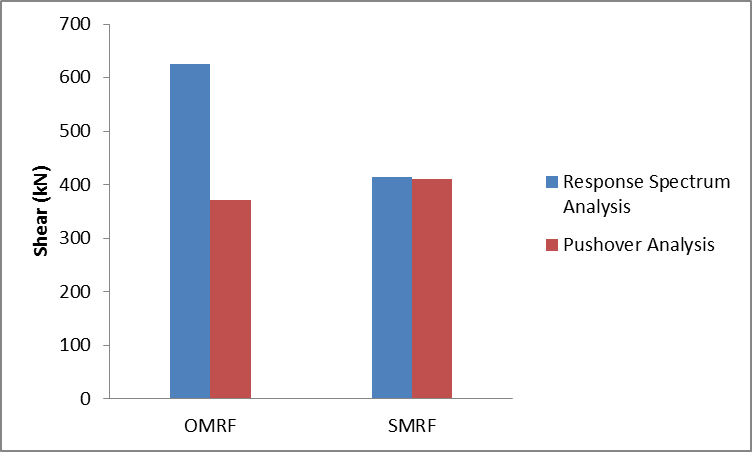 700
600
500
400
300
200
100
0
Shear (kN)
OMRF
SMRF
Response Spectrum
Analysis
Pushover Analysis